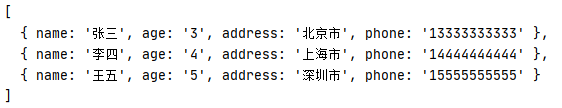 [
  { name: '张三', age: '3', address: '北京市', phone: '13333333333' },
  { name: '李四', age: '4', address: '上海市', phone: '14444444444' },
  { name: '王五', age: '5', address: '深圳市', phone: '15555555555' }
]